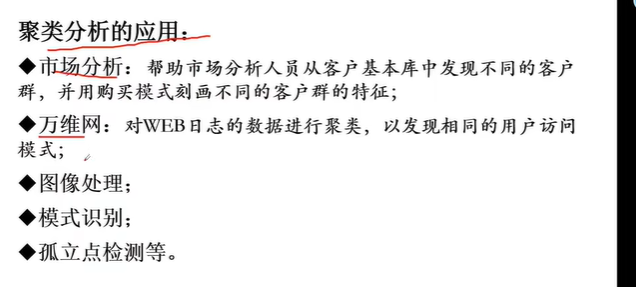 聚类分析的应用：
◆市场分析：帮助市场分析人员从客户基本库中发现不同的客户
群，并用购买模式刻画不同的客户群的特征；
◆万维网：对WEB日志的数据进行聚类，以发现相同的用户访问
模式；
◆图像处理；
◆模式识别；
◆孤立点检测等。